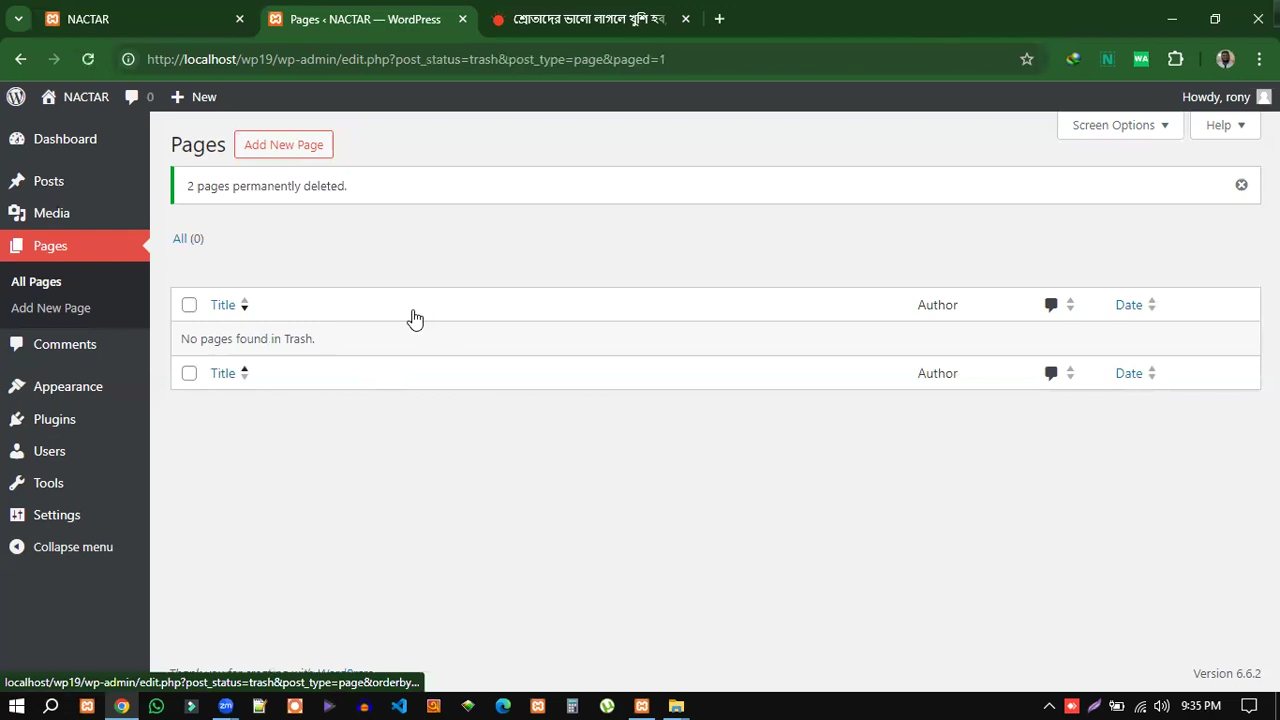 NACTAR
Pages ‹ NACTAR — WordPress
শ্রোতাদের ভালো লাগলে খুশি হব,
http://localhost/wp19/wp-admin/edit.php?post_status=trash&post_type=page&paged=1
N
WA
NACTAR
0
New
Howdy, rony
Dashboard
Posts
Media
Pages
All Pages
Add New Page
Comments
Appearance
Plugins
Users
Tools
Settings
Collapse menu
Screen Options
Help
Pages
Add New Page
2 pages permanently deleted.
All (0)
Title
Author
Date
No pages found in Trash.
Title
Author
Date
Version 6.6.2
localhost/wp19/wp-admin/edit.php?post_status=trash&post_type=page&orderby...
zm
9:35 PM